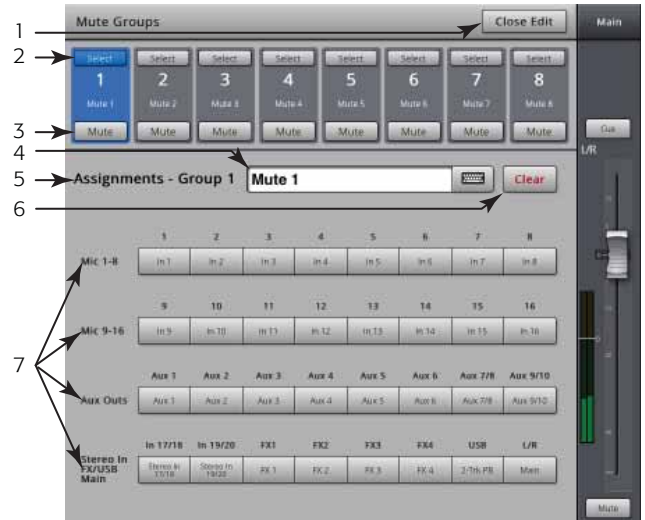 Mute Groups Close Edit Main
1
2 Select Select Select Select Select Select Select Select
1 2 3 4 5 6 7 8
Mute 1 Mute 2 Mute 3 Mute 4 Mute 5 Mute 6 Mute 7 Mute 8
3 Mute Mute Mute Mute Mute Mute Mute Mute Cue
4 L/R
5 Assignments - Group 1 Mute 1 Clear
6
1 2 3 4 5 6 7 8
Mic 1-8 In 1 In 2 In 3 In 4 In 5 In 6 In 7 In 8
9 10 11 12 13 14 15 16
Mic 9-16 In 9 In 10 In 11 In 12 In 13 In 14 In 15 In 16
7
Aux 1 Aux 2 Aux 3 Aux 4 Aux 5 Aux 6 Aux 7/8 Aux 9/10
Aux Outs Aux 1 Aux 2 Aux 3 Aux 4 Aux 5 Aux 6 Aux 7/8 Aux 9/10
In 17/18 In 19/20 FX1 FX2 FX3 FX4 USB L/R
Stereo In FX/USB Main Stereo In 17/18 Stereo In 19/20 FX 1 FX 2 FX 3 FX 4 2-Trk PB Main
Mute